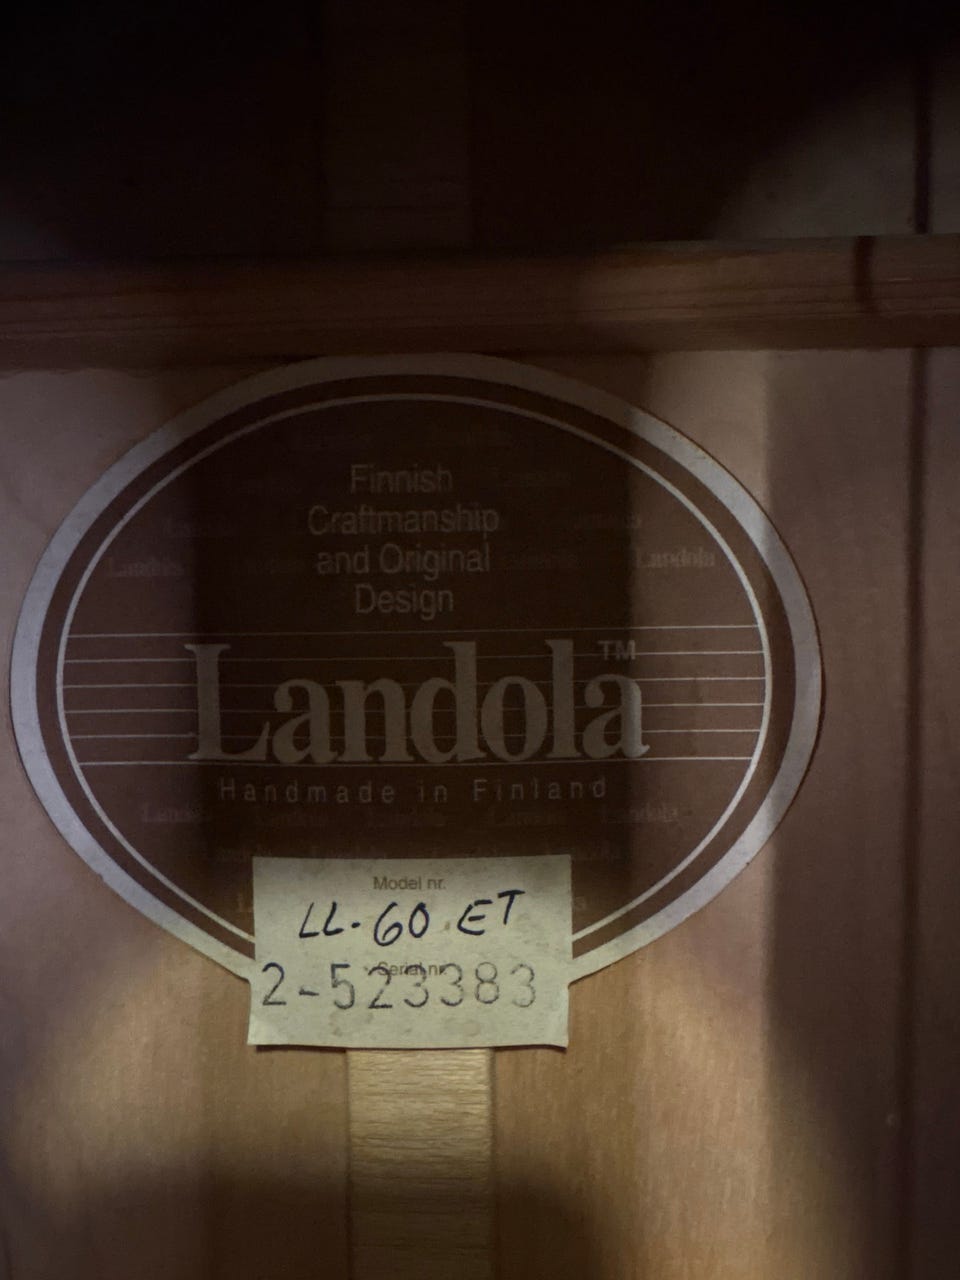 Finnish
Craftmanship
and Original
Design
Landola™
Handmade in Finland
Model nr.
LL-60 ET
Serial nr.
2-523383